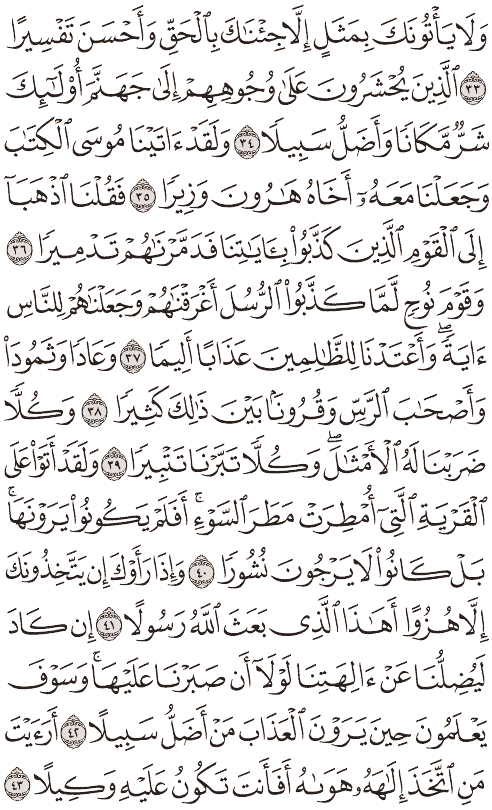 وَلَا يَأْتُونَكَ بِمَثَلٍ إِلَّا جِئْنَٰكَ بِٱلْحَقِّ وَأَحْسَنَ تَفْسِيرًا
٣٣ ٱلَّذِينَ يُحْشَرُونَ عَلَىٰ وُجُوهِهِمْ إِلَىٰ جَهَنَّمَ أُو۟لَٰٓئِكَ
شَرٌّ مَّكَانًا وَأَضَلُّ سَبِيلًا ٣٤ وَلَقَدْ ءَاتَيْنَا مُوسَى ٱلْكِتَٰبَ
وَجَعَلْنَا مَعَهُۥٓ أَخَاهُ هَٰرُونَ وَزِيرًا ٣٥ فَقُلْنَا ٱذْهَبَآ
إِلَى ٱلْقَوْمِ ٱلَّذِينَ كَذَّبُوا۟ بِـَٔايَٰتِنَا فَدَمَّرْنَٰهُمْ تَدْمِيرًا ٣٦
وَقَوْمَ نُوحٍ لَّمَّا كَذَّبُوا۟ ٱلرُّسُلَ أَغْرَقْنَٰهُمْ وَجَعَلْنَٰهُمْ لِلنَّاسِ
ءَايَةً ۖ وَأَعْتَدْنَا لِلظَّٰلِمِينَ عَذَابًا أَلِيمًا ٣٧ وَعَادًا وَثَمُودَا۟
وَأَصْحَٰبَ ٱلرَّسِّ وَقُرُونًۢا بَيْنَ ذَٰلِكَ كَثِيرًا ٣٨ وَكُلًّا
ضَرَبْنَا لَهُ ٱلْأَمْثَٰلَ ۖ وَكُلًّا تَبَّرْنَا تَتْبِيرًا ٣٩ وَلَقَدْ أَتَوْا۟ عَلَى
ٱلْقَرْيَةِ ٱلَّتِىٓ أُمْطِرَتْ مَطَرَ ٱلسَّوْءِ ۚ أَفَلَمْ يَكُونُوا۟ يَرَوْنَهَا ۚ
بَلْ كَانُوا۟ لَا يَرْجُونَ نُشُورًا ٤٠ وَإِذَا رَأَوْكَ إِن يَتَّخِذُونَكَ
إِلَّا هُزُوًا أَهَٰذَا ٱلَّذِى بَعَثَ ٱللَّهُ رَسُولًا ٤١ إِن كَادَ
لَيُضِلُّنَا عَنْ ءَالِهَتِنَا لَوْلَآ أَن صَبَرْنَا عَلَيْهَا ۚ وَسَوْفَ
يَعْلَمُونَ حِينَ يَرَوْنَ ٱلْعَذَابَ مَنْ أَضَلُّ سَبِيلًا ٤٢ أَرَءَيْتَ
مَنِ ٱتَّخَذَ إِلَٰهَهُۥ هَوَىٰهُ أَفَأَنتَ تَكُونُ عَلَيْهِ وَكِيلًا ٤٣